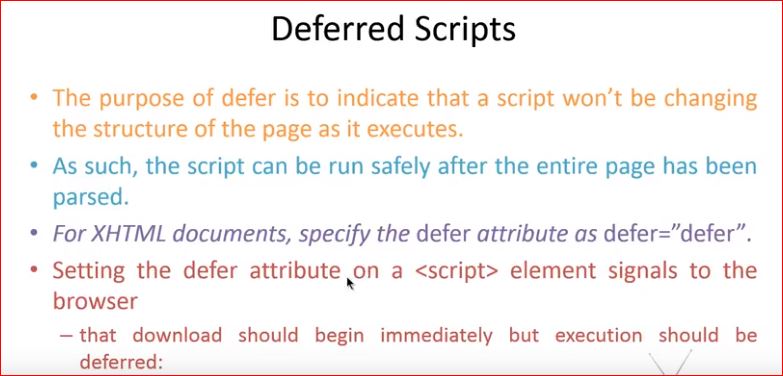 Deferred Scripts
• The purpose of defer is to indicate that a script won’t be changing
the structure of the page as it executes.
• As such, the script can be run safely after the entire page has been
parsed.
• For XHTML documents, specify the defer attribute as defer=”defer”.
• Setting the defer attribute on a <script> element signals to the
browser
– that download should begin immediately but execution should be
deferred: